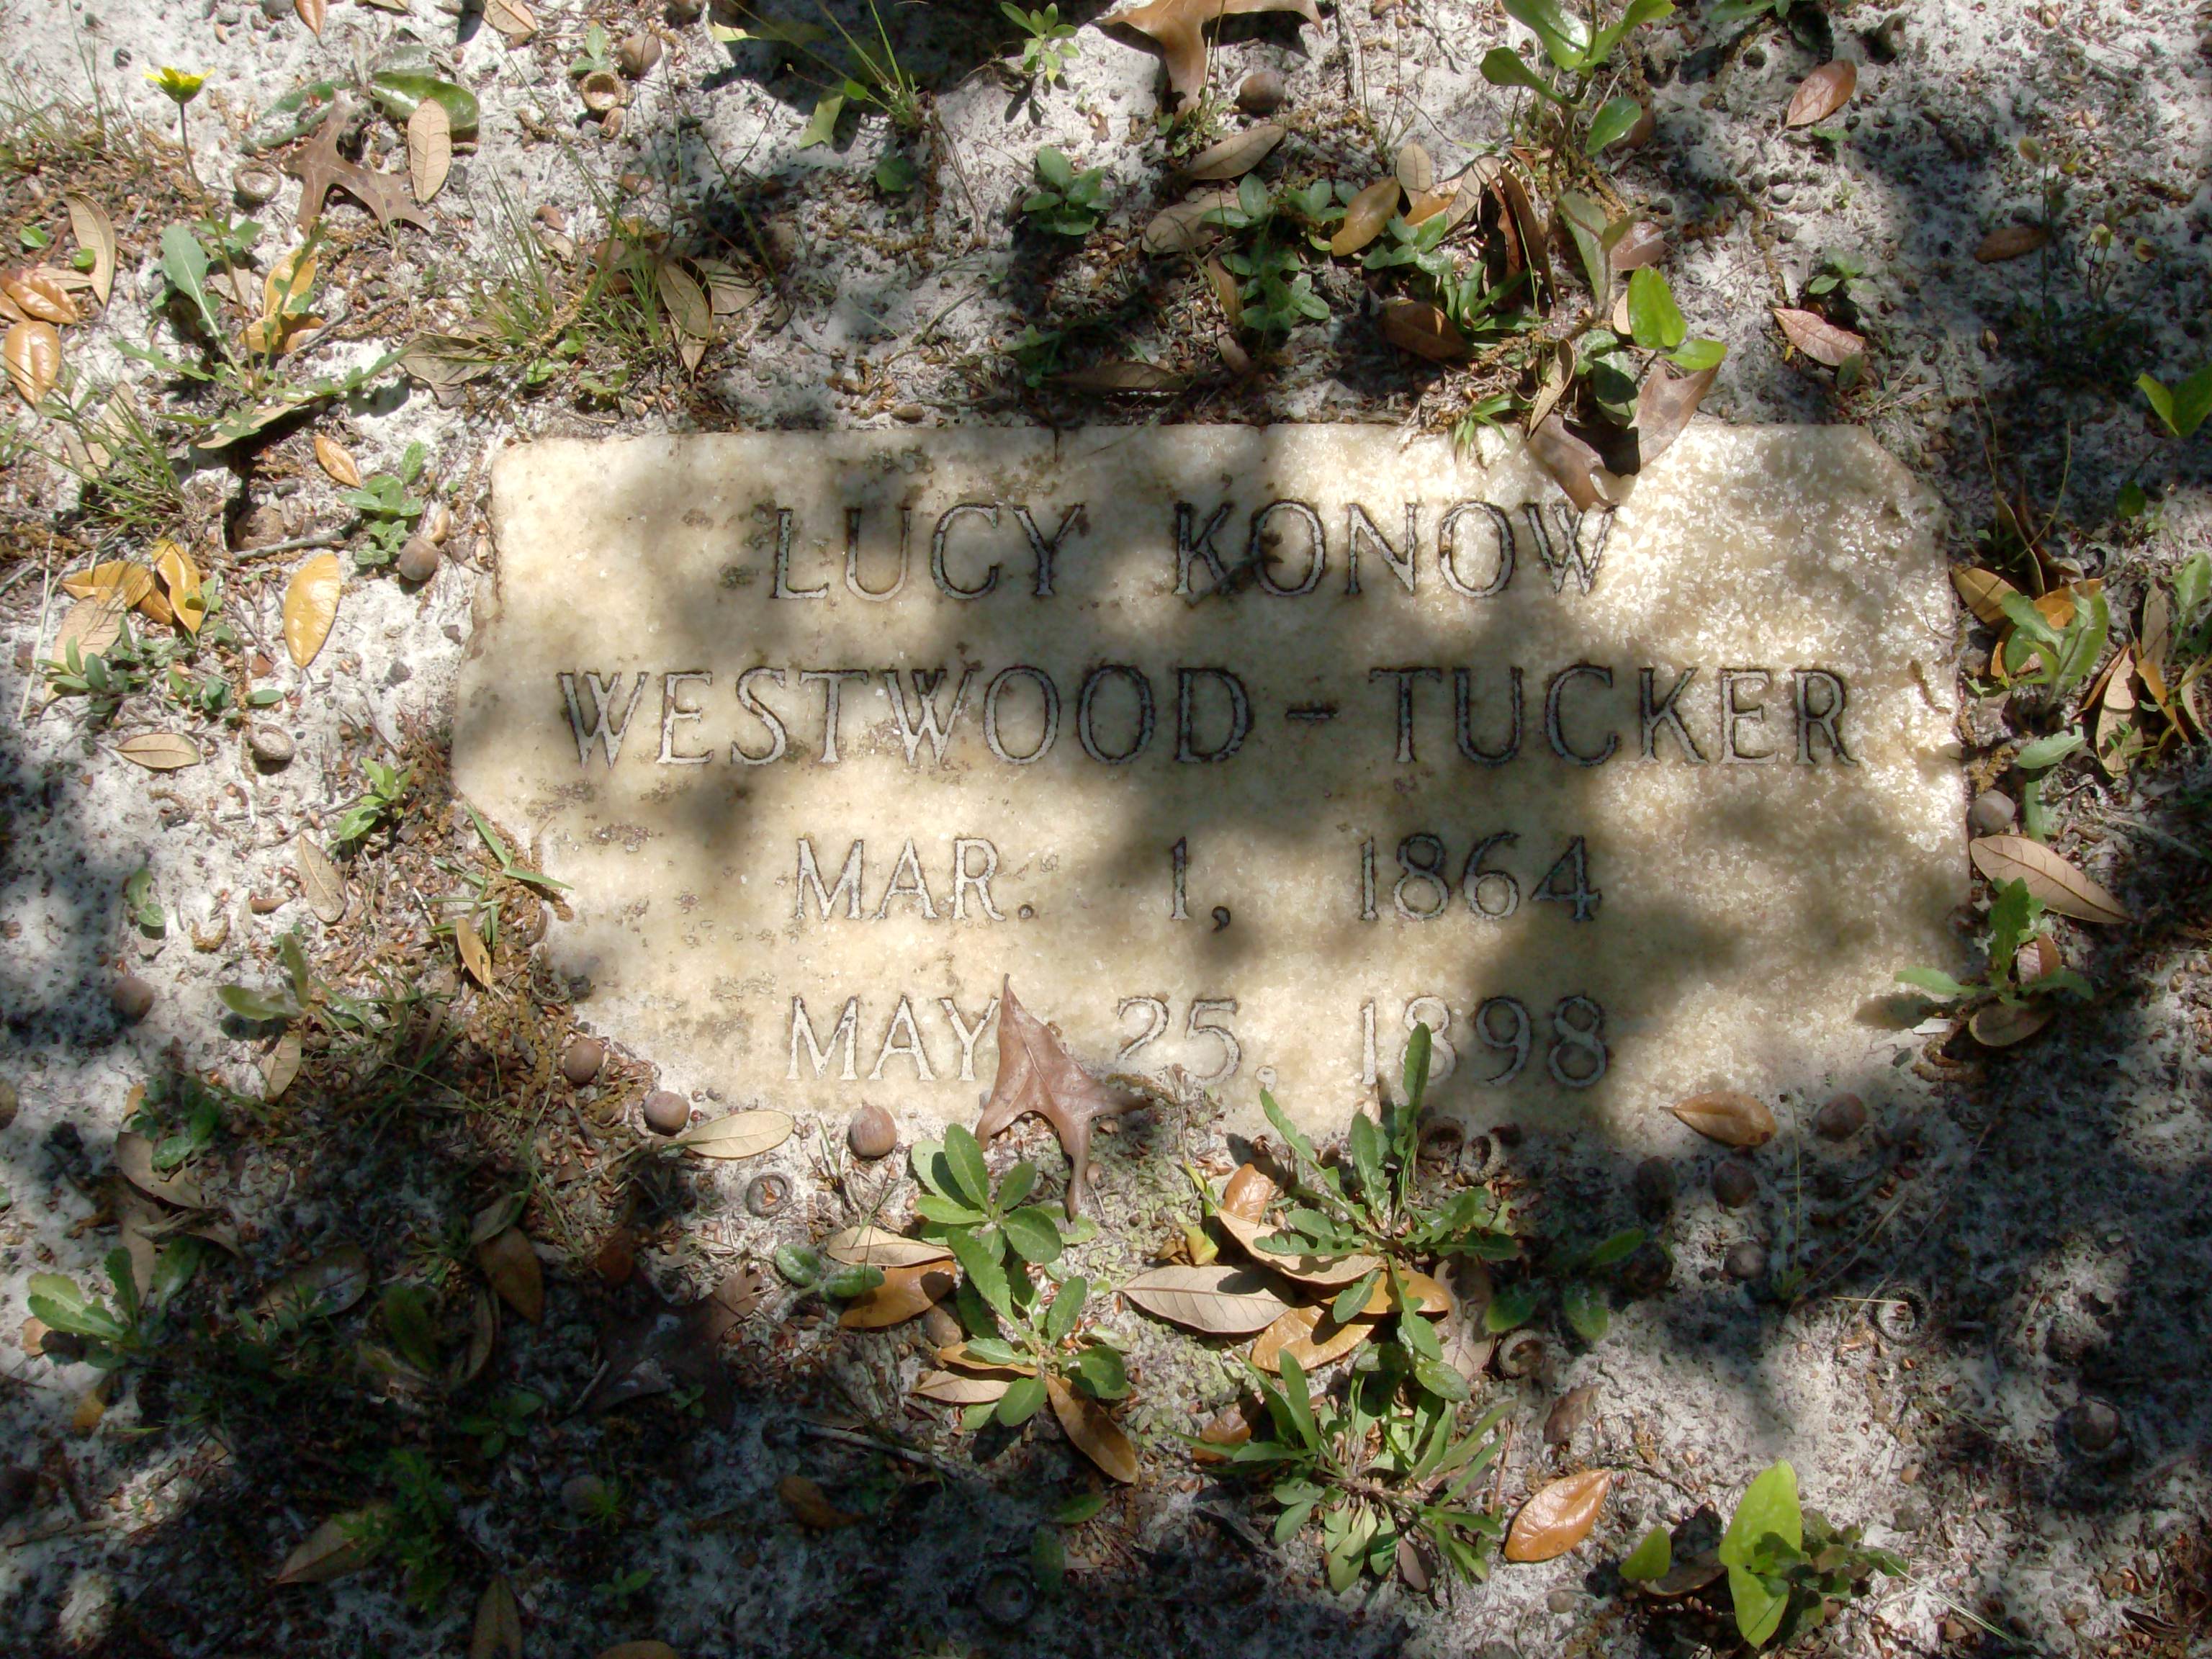 LUCY KONOW
WESTWOOD-TUCKER
MAR. 1, 1864
MAY 25, 1898